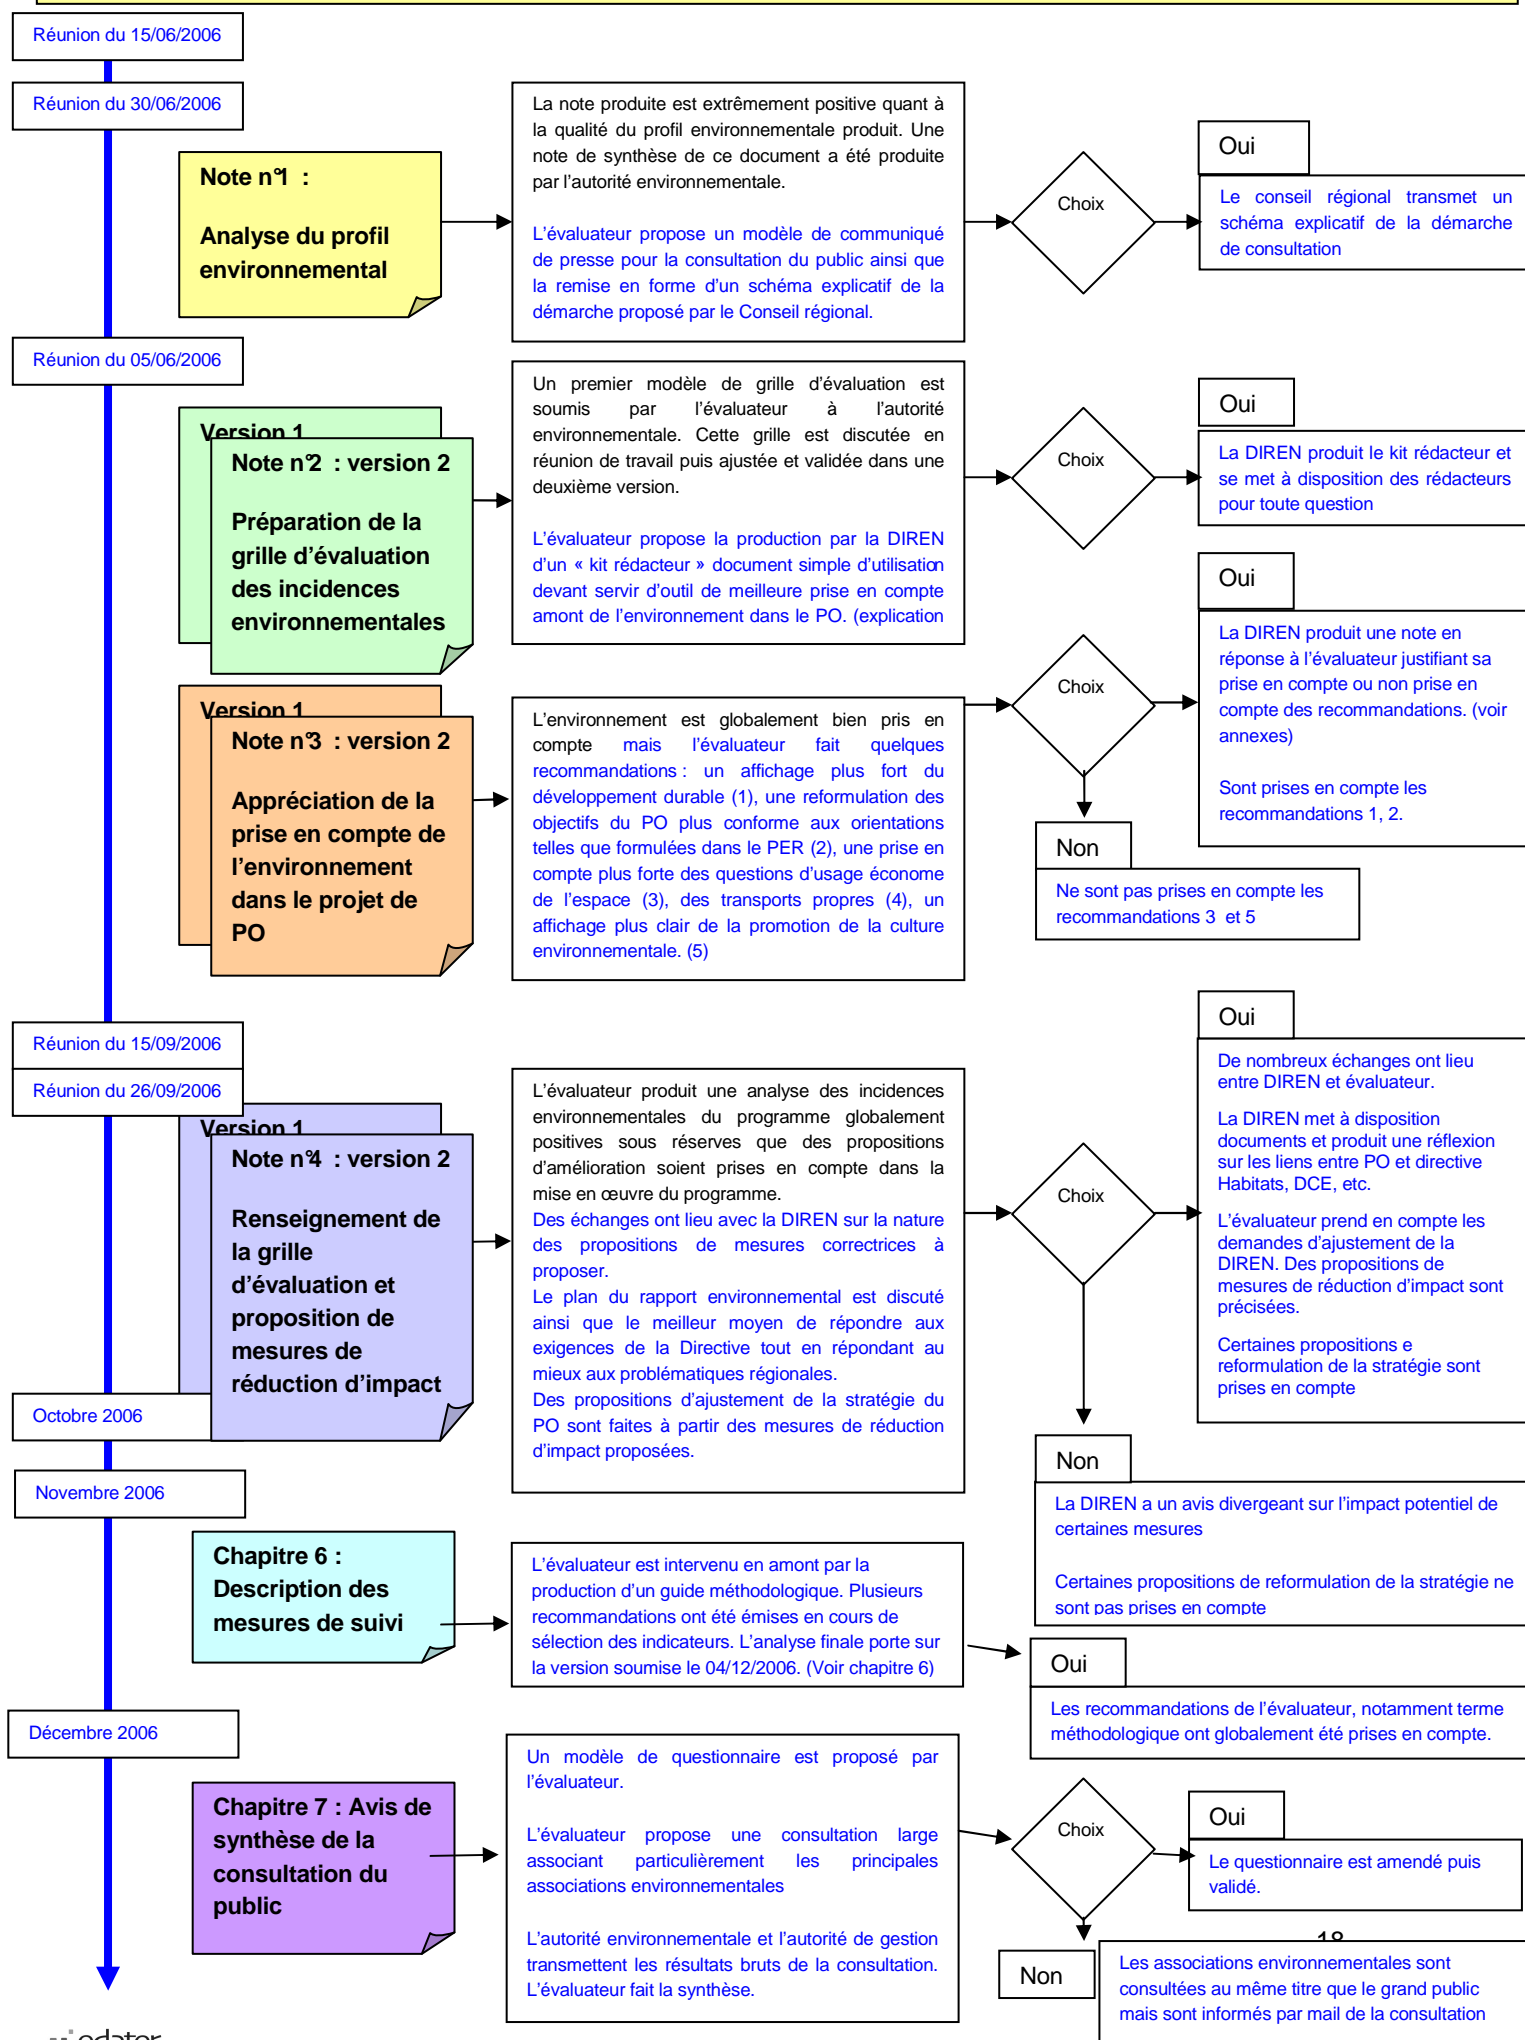 Réunion du 15/06/2006
Réunion du 30/06/2006
Note n°1 :
Analyse du profil
environnemental
La note produite est extrêmement positive quant à
la qualité du profil environnementale produit. Une
note de synthèse de ce document a été produite
par l'autorité environnementale.
L'évaluateur propose un modèle de communiqué
de presse pour la consultation du public ainsi que
la remise en forme d'un schéma explicatif de la
démarche proposé par le Conseil régional.
Choix
Oui
Le conseil régional transmet un
schéma explicatif de la démarche
de consultation
Réunion du 05/06/2006
Version 1
Note n°2 : version 2
Préparation de la
grille d'évaluation
des incidences
environnementales
Un premier modèle de grille d'évaluation est
soumis par l'évaluateur à l'autorité
environnementale. Cette grille est discutée en
réunion de travail puis ajustée et validée dans une
deuxième version.
L'évaluateur propose la production par la DIREN
d'un « kit rédacteur » document simple d'utilisation
devant servir d'outil de meilleure prise en compte
amont de l'environnement dans le PO. (explication
Choix
Oui
La DIREN produit le kit rédacteur et
se met à disposition des rédacteurs
pour toute question
Version 1
Note n°3 : version 2
Appréciation de la
prise en compte de
l'environnement
dans le projet de
PO
L'environnement est globalement bien pris en
compte mais l'évaluateur fait quelques
recommandations : un affichage plus fort du
développement durable (1), une reformulation des
objectifs du PO plus conforme aux orientations
telles que formulées dans le PER (2), une prise en
compte plus forte des questions d'usage économe
de l'espace (3), des transports propres (4), un
affichage plus clair de la promotion de la culture
environnementale. (5)
Choix
Oui
La DIREN produit une note en
réponse à l'évaluateur justifiant sa
prise en compte ou non prise en
compte des recommandations. (voir
annexes)
Sont prises en compte les
recommandations 1, 2.
Non
Ne sont pas prises en compte les
recommandations 3 et 5
Réunion du 15/09/2006
Réunion du 26/09/2006
Version 1
Note n°4 : version 2
Renseignement de
la grille
d'évaluation et
proposition de
mesures de
réduction d'impact
L'évaluateur produit une analyse des incidences
environnementales du programme globalement
positives sous réserves que des propositions
d'amélioration soient prises en compte dans la
mise en œuvre du programme.
Des échanges ont lieu avec la DIREN sur la nature
des propositions de mesures correctrices à
proposer.
Le plan du rapport environnemental est discuté
ainsi que le meilleur moyen de répondre aux
exigences de la Directive tout en répondant au
mieux aux problématiques régionales.
Des propositions d'ajustement de la stratégie du
PO sont faites à partir des mesures de réduction
d'impact proposées.
Choix
Oui
De nombreux échanges ont lieu
entre DIREN et évaluateur.
La DIREN met à disposition
documents et produit une réflexion
sur les liens entre PO et directive
Habitats, DCE, etc.
L'évaluateur prend en compte les
demandes d'ajustement de la
DIREN. Des propositions de
mesures de réduction d'impact sont
précisées.
Certaines propositions e
reformulation de la stratégie sont
prises en compte
Non
La DIREN a un avis divergeant sur l'impact potentiel de
certaines mesures
Certaines propositions de reformulation de la stratégie ne
sont pas prises en compte
Octobre 2006
Novembre 2006
Chapitre 6 :
Description des
mesures de suivi
L'évaluateur est intervenu en amont par la
production d'un guide méthodologique. Plusieurs
recommandations ont été émises en cours de
sélection des indicateurs. L'analyse finale porte sur
la version soumise le 04/12/2006. (Voir chapitre 6)
Oui
Les recommandations de l'évaluateur, notamment terme
méthodologique ont globalement été prises en compte.
Décembre 2006
Chapitre 7 : Avis de
synthèse de la
consultation du
public
Un modèle de questionnaire est proposé par
l'évaluateur.
L'évaluateur propose une consultation large
associant particulièrement les principales
associations environnementales
L'autorité environnementale et l'autorité de gestion
transmettent les résultats bruts de la consultation.
L'évaluateur fait la synthèse.
Choix
Oui
Le questionnaire est amendé puis
validé.
18
Non
Les associations environnementales sont
consultées au même titre que le grand public
mais sont informés par mail de la consultation
edater